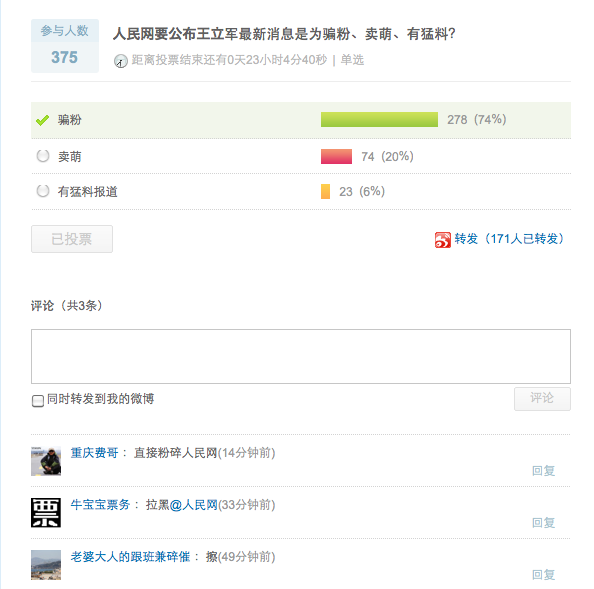 参与人数
375
人民网要公布王立军最新消息是为骗粉、卖萌、有猛料?
距离投票结束还有0天23小时4分40秒 | 单选
骗粉 278 (74%)
卖萌 74 (20%)
有猛料报道 23 (6%)
已投票
转发（171人已转发）
评论（共3条）
同时转发到我的微博
评论
重庆费哥： 直接粉碎人民网(14分钟前)
回复
票
牛宝宝票务： 拉黑@人民网(33分钟前)
回复
老婆大人的跟班兼碎催： 擦(49分钟前)
回复